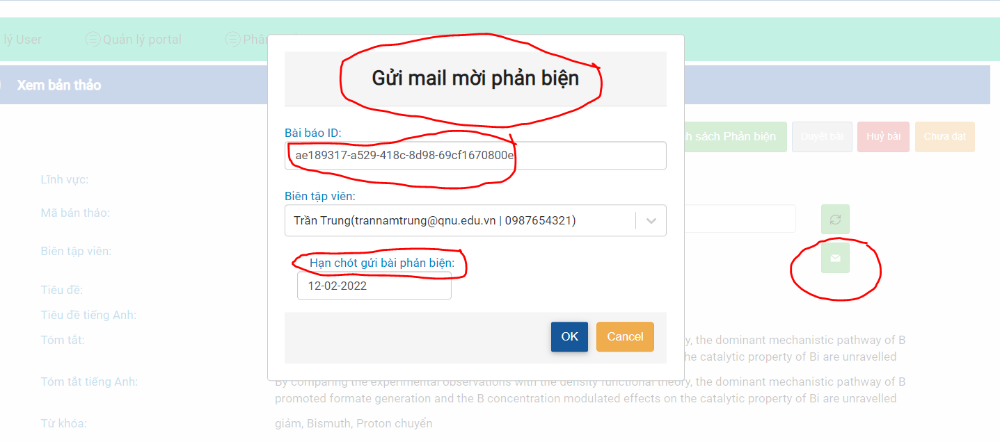 lý User Quản lý portal Phân
Gửi mail mời phản biện
Xem bản thảo
Bài báo ID:
sách Phản biện Duyệt bài Huỷ bài Chưa đạt
ae189317-a529-418c-8d98-69cf1670800e
Lĩnh vực:
Biên tập viên:
Mã bản thảo:
Trần Trung(trannamtrung@qnu.edu.vn | 0987654321)
Biên tập viên:
Hạn chót gửi bài phản biện:
12-02-2022
Tiêu đề:
Tiêu đề tiếng Anh:
OK Cancel
Tóm tắt: y, the dominant mechanistic pathway of B
he catalytic property of Bi are unravelled
Tóm tắt tiếng Anh: By comparing the experimental observations with the density functional theory, the dominant mechanistic pathway of B
promoted formate generation and the B concentration modulated effects on the catalytic property of Bi are unravelled
Từ khóa: giảm, Bismuth, Proton chuyển